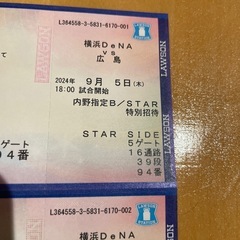 L364558-3-5831-6170-001
横浜DeNA
vs
広島
て
2024年 9月 5日(木)
18:00 試合開始
内野指定B/STAR
特別招待
STAR SIDE
ゲート 5ゲート
16通路
39段
94番 94番
LAWSON
LAWSON
LAWSON
L364558-3-5831-6170-002
横浜DeNA
LAWSON